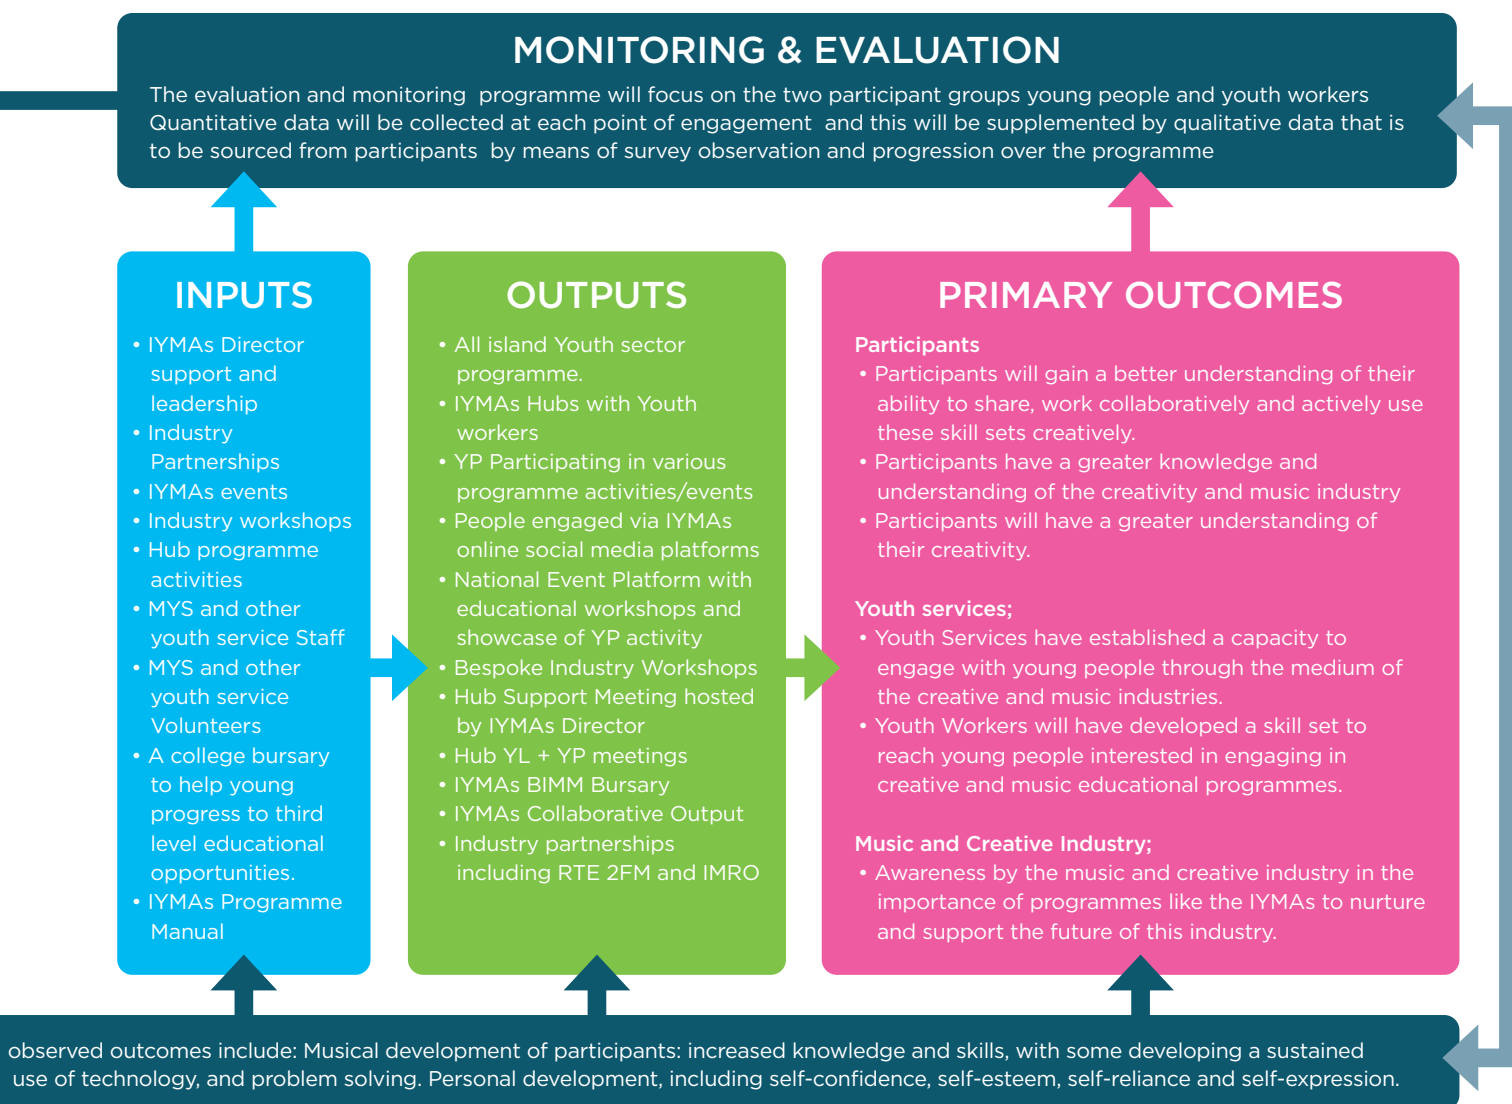 MONITORING & EVALUATION
The evaluation and monitoring programme will focus on the two participant groups young people and youth workers
Quantitative data will be collected at each point of engagement and this will be supplemented by qualitative data that is
to be sourced from participants by means of survey observation and progression over the programme
INPUTS
• IYMAs Director
support and
leadership
• Industry
Partnerships
• IYMAs events
• Industry workshops
• Hub programme
activities
• MYS and other
youth service Staff
• MYS and other
youth service
Volunteers
• A college bursary
to help young
progress to third
level educational
opportunities.
• IYMAs Programme
Manual
OUTPUTS
• All island Youth sector
programme.
• IYMAs Hubs with Youth
workers
• YP Participating in various
programme activities/events
• People engaged via IYMAs
online social media platforms
• National Event Platform with
educational workshops and
showcase of YP activity
• Bespoke Industry Workshops
• Hub Support Meeting hosted
by IYMAs Director
• Hub YL + YP meetings
• IYMAs BIMM Bursary
• IYMAs Collaborative Output
• Industry partnerships
including RTE 2FM and IMRO
PRIMARY OUTCOMES
Participants
• Participants will gain a better understanding of their
ability to share, work collaboratively and actively use
these skill sets creatively.
• Participants have a greater knowledge and
understanding of the creativity and music industry
• Participants will have a greater understanding of
their creativity.
Youth services;
• Youth Services have established a capacity to
engage with young people through the medium of
the creative and music industries.
• Youth Workers will have developed a skill set to
reach young people interested in engaging in
creative and music educational programmes.
Music and Creative Industry;
• Awareness by the music and creative industry in the
importance of programmes like the IYMAs to nurture
and support the future of this industry.
observed outcomes include: Musical development of participants: increased knowledge and skills, with some developing a sustained
use of technology, and problem solving. Personal development, including self-confidence, self-esteem, self-reliance and self-expression.